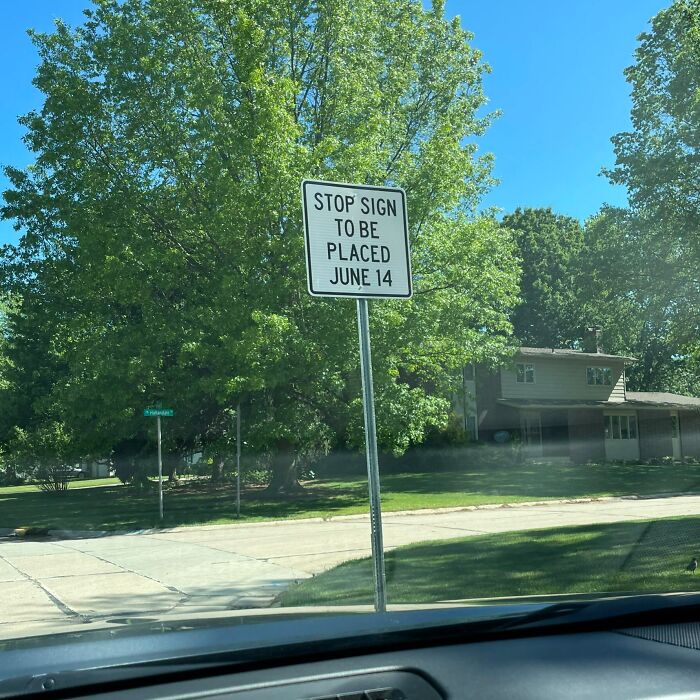 STOP SIGN
TO BE
PLACED
JUNE 14